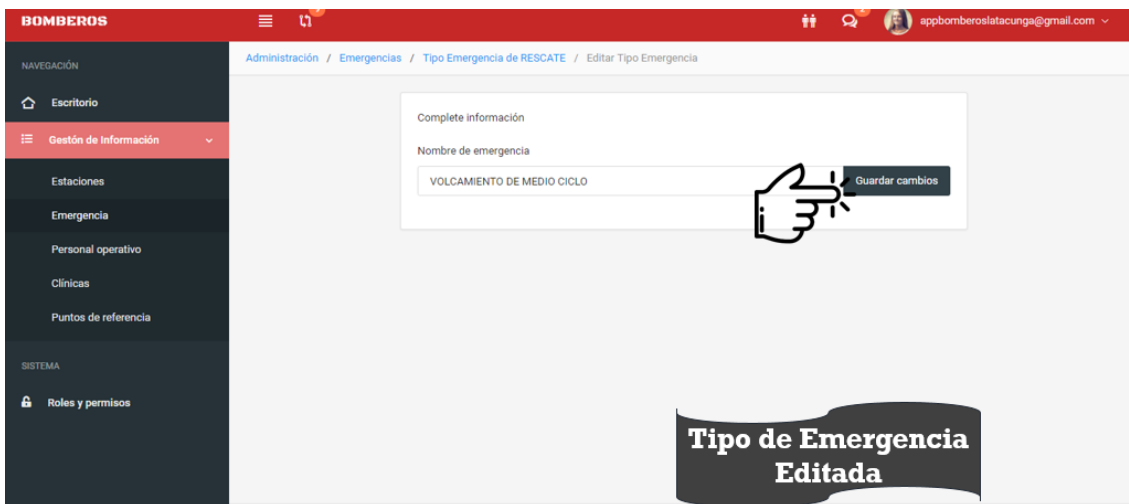 BOMBEROS
appbomberoslatacunga@gmail.com
NAVEGACIÓN
Administración / Emergencias / Tipo Emergencia de RESCATE / Editar Tipo Emergencia
Escritorio
Gestón de Información
Estaciones
Emergencia
Personal operativo
Clínicas
Puntos de referencia
SISTEMA
Roles y permisos
Complete información
Nombre de emergencia
VOLCAMIENTO DE MEDIO CICLO
Guardar cambios
Tipo de Emergencia
Editada